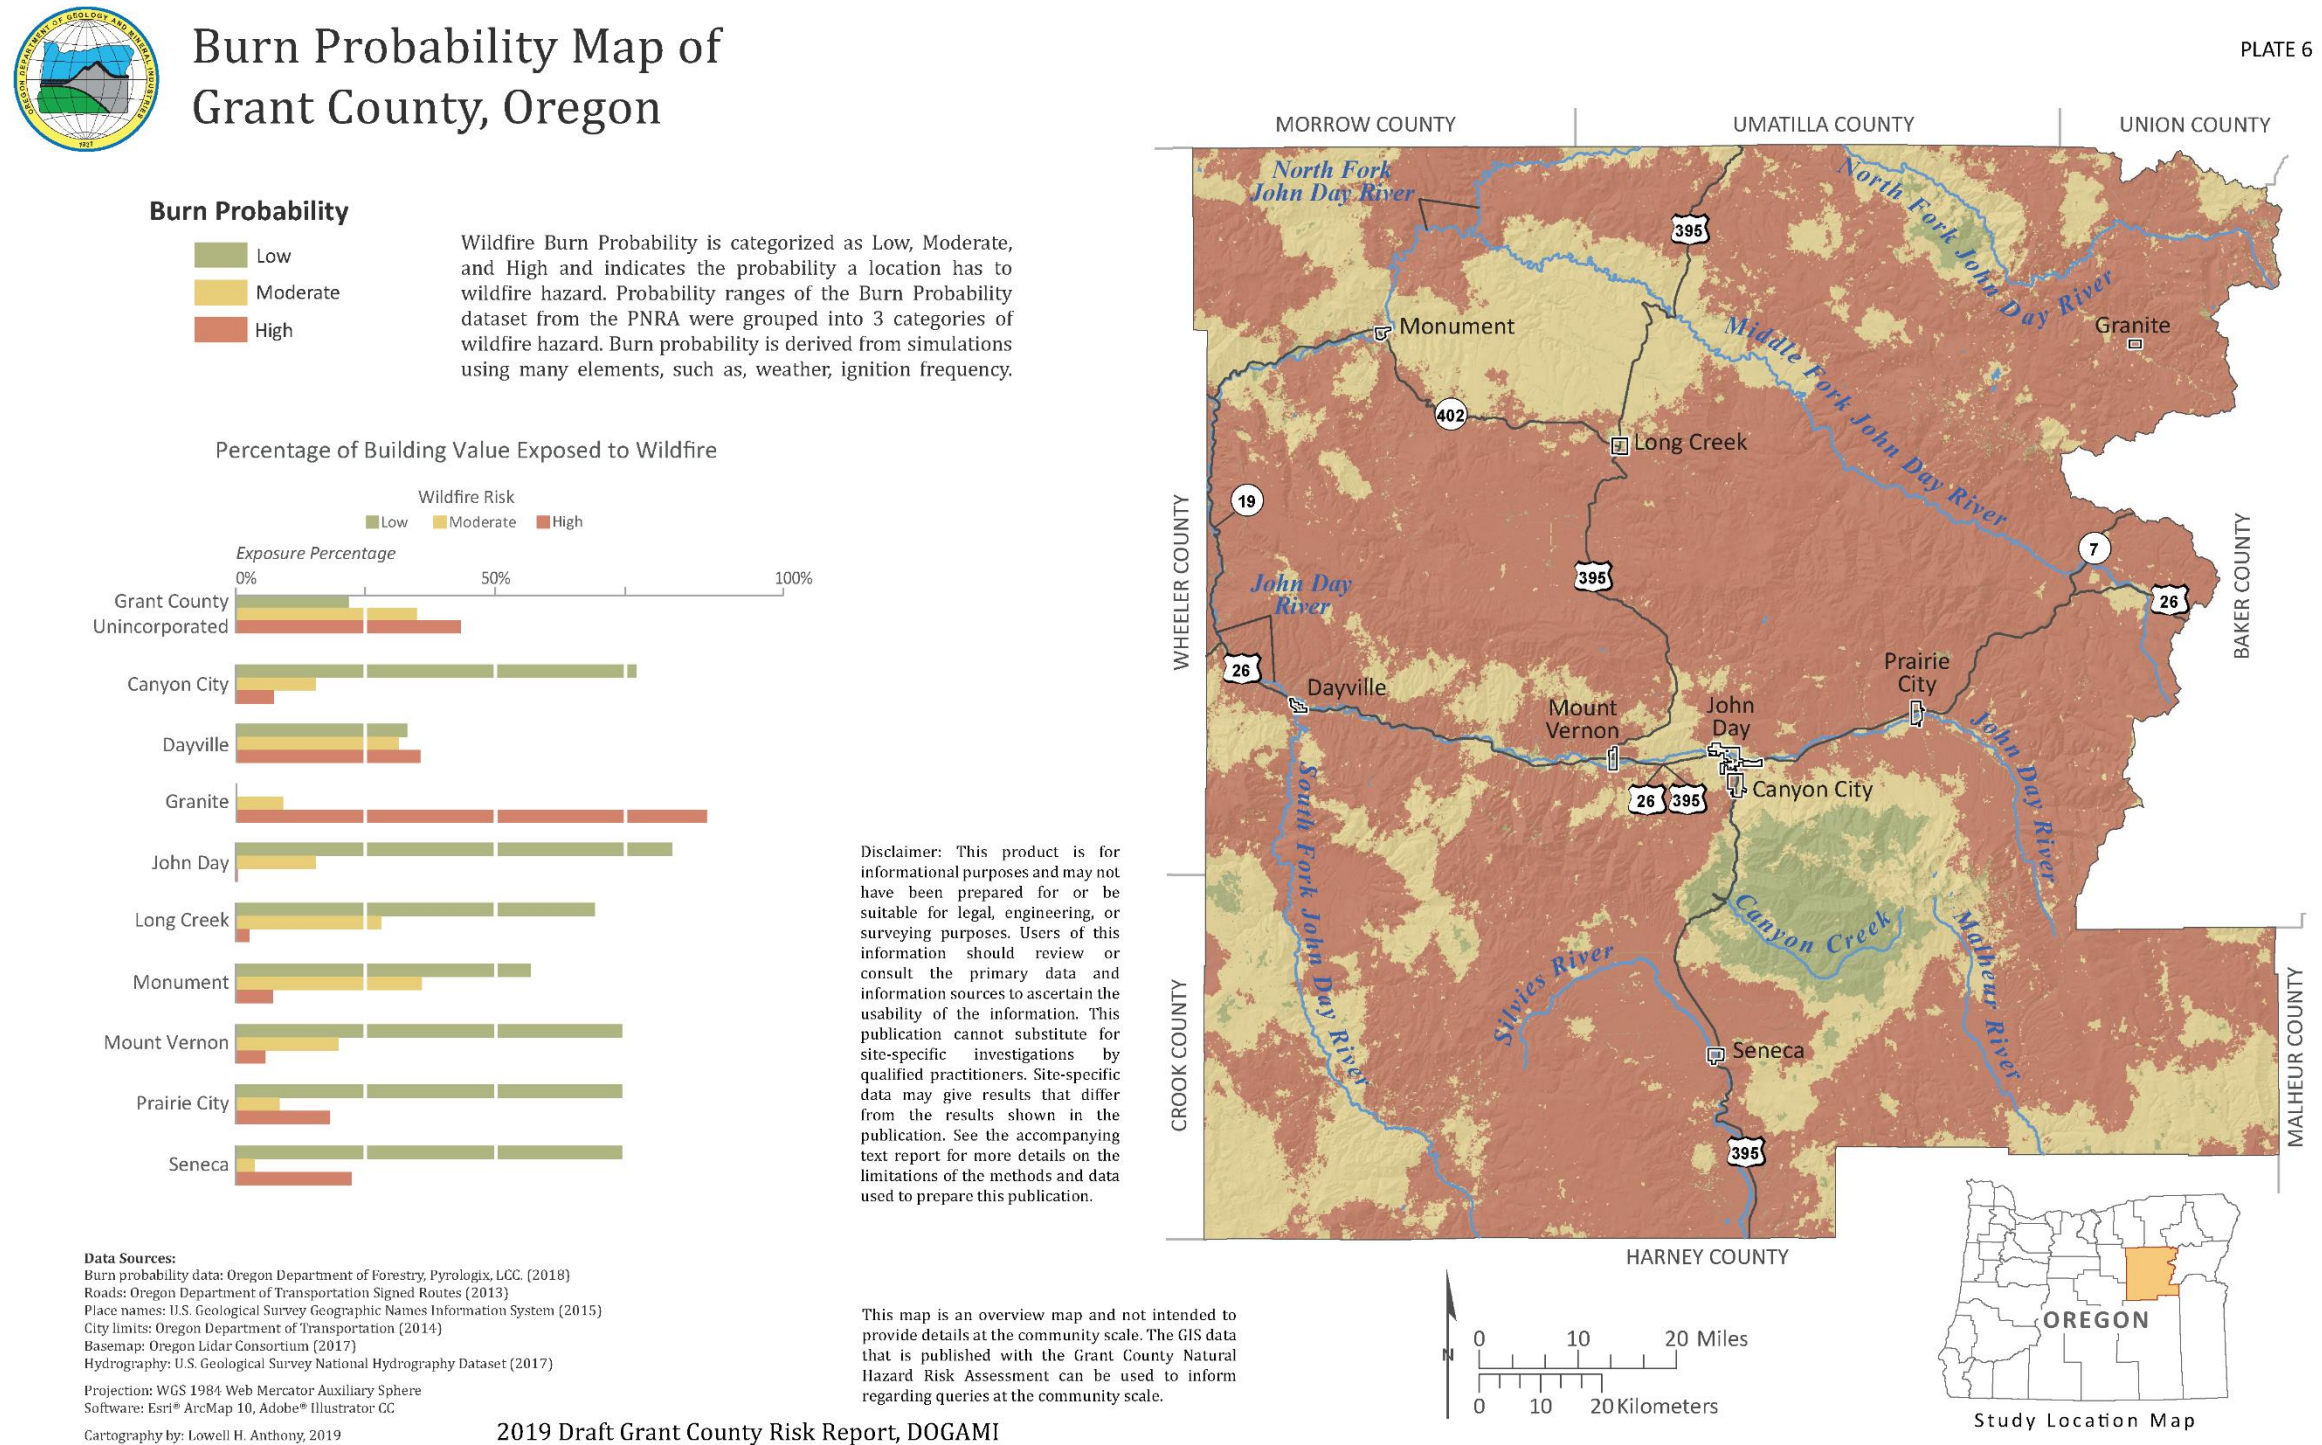 OREGON DEPARTMENT OF GEOLOGY AND MINERAL INDUSTRIES
1937
Burn Probability Map of
Grant County, Oregon
PLATE 6
Burn Probability
Low
Moderate
High
Wildfire Burn Probability is categorized as Low, Moderate,
and High and indicates the probability a location has to
wildfire hazard. Probability ranges of the Burn Probability
dataset from the PNRA were grouped into 3 categories of
wildfire hazard. Burn probability is derived from simulations
using many elements, such as, weather, ignition frequency.
Percentage of Building Value Exposed to Wildfire
Wildfire Risk
Low Moderate High
Exposure Percentage
0% 50% 100%
Grant County
Unincorporated
Canyon City
Dayville
Granite
John Day
Long Creek
Monument
Mount Vernon
Prairie City
Seneca
Disclaimer: This product is for
informational purposes and may not
have been prepared for or be
suitable for legal, engineering, or
surveying purposes. Users of this
information should review or
consult the primary data and
information sources to ascertain the
usability of the information. This
publication cannot substitute for
site-specific investigations by
qualified practitioners. Site-specific
data may give results that differ
from the results shown in the
publication. See the accompanying
text report for more details on the
limitations of the methods and data
used to prepare this publication.
Data Sources:
Burn probability data: Oregon Department of Forestry, Pyrologix, LCC. (2018)
Roads: Oregon Department of Transportation Signed Routes (2013)
Place names: U.S. Geological Survey Geographic Names Information System (2015)
City limits: Oregon Department of Transportation (2014)
Basemap: Oregon Lidar Consortium (2017)
Hydrography: U.S. Geological Survey National Hydrography Dataset (2017)
Projection: WGS 1984 Web Mercator Auxiliary Sphere
Software: Esri® ArcMap 10, Adobe® Illustrator CC
Cartography by: Lowell H. Anthony, 2019
This map is an overview map and not intended to
provide details at the community scale. The GIS data
that is published with the Grant County Natural
Hazard Risk Assessment can be used to inform
regarding queries at the community scale.
2019 Draft Grant County Risk Report, DOGAMI
MORROW COUNTY
UMATILLA COUNTY
UNION COUNTY
North Fork
John Day River
North Fork John Day River
395
Monument
Granite
Middle Fork John Day River
402
Long Creek
19
WHEELER COUNTY
BAKER COUNTY
7
395
John Day
River
26
26
Prairie
City
Dayville
Mount
Vernon
John
Day
John Day River
26
395
Canyon City
South Fork John Day River
Canyon Creek
Malheur River
Silvies River
Seneca
CROOK COUNTY
MALHEUR COUNTY
395
HARNEY COUNTY
N
0 10 20 Miles
0 10 20 Kilometers
OREGON
Study Location Map